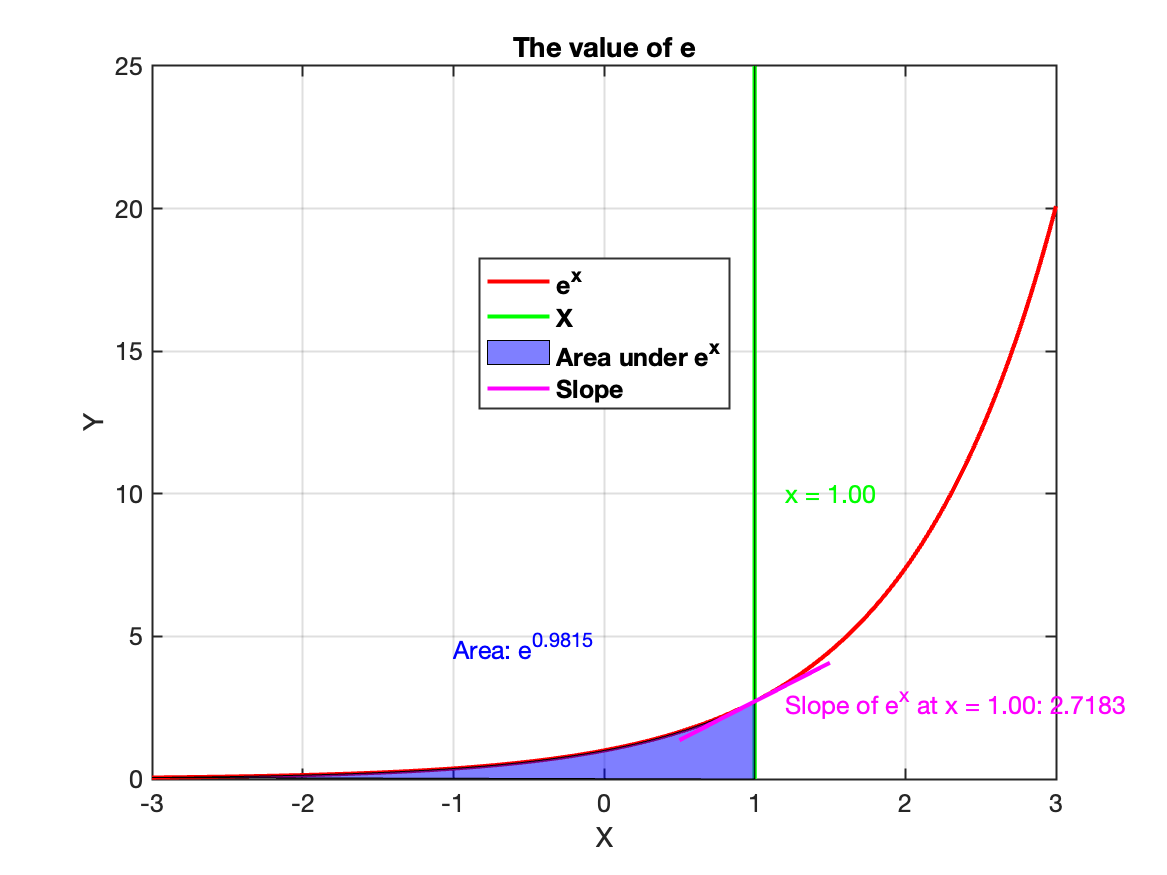 The value of e
25
20
15
10
5
0
Y
e^x
X
Area under e^x
Slope
x = 1.00
Area: e^0.9815
Slope of e^x at x = 1.00: 2.7183
-3 -2 -1 0 1 2 3
X